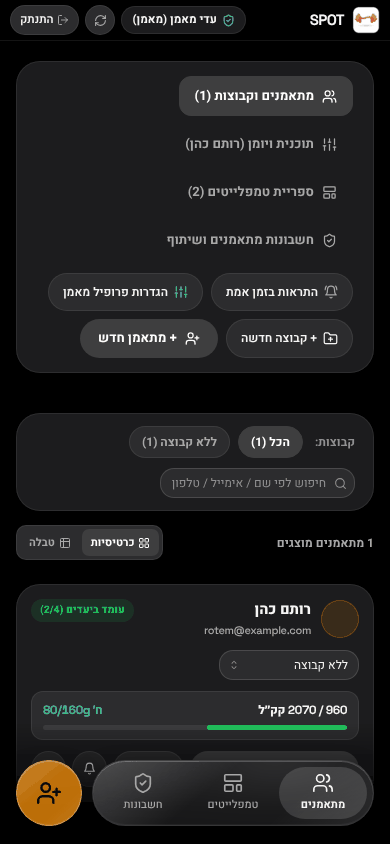 SPOT
עדי מאמן (מאמן)
התנתק
מתאמנים וקבוצות (1)
תוכנית ויומן (רותם כהן)
ספריית טמפלייטים (2)
חשבונות מתאמנים ושיתוף
התראות בזמן אמת
הגדרות פרופיל מאמן
+ קבוצה חדשה
+ מתאמן חדש
קבוצות:
הכל (1)
ללא קבוצה (1)
חיפוש לפי שם / אימייל / טלפון
1 מתאמנים מוצגים
כרטיסיות
טבלה
רותם כהן
עומד ביעדים (2/4)
rotem@example.com
ללא קבוצה
960 / 2070 קק"ל
ח' 80/160g
מתאמנים
טמפלייטים
חשבונות